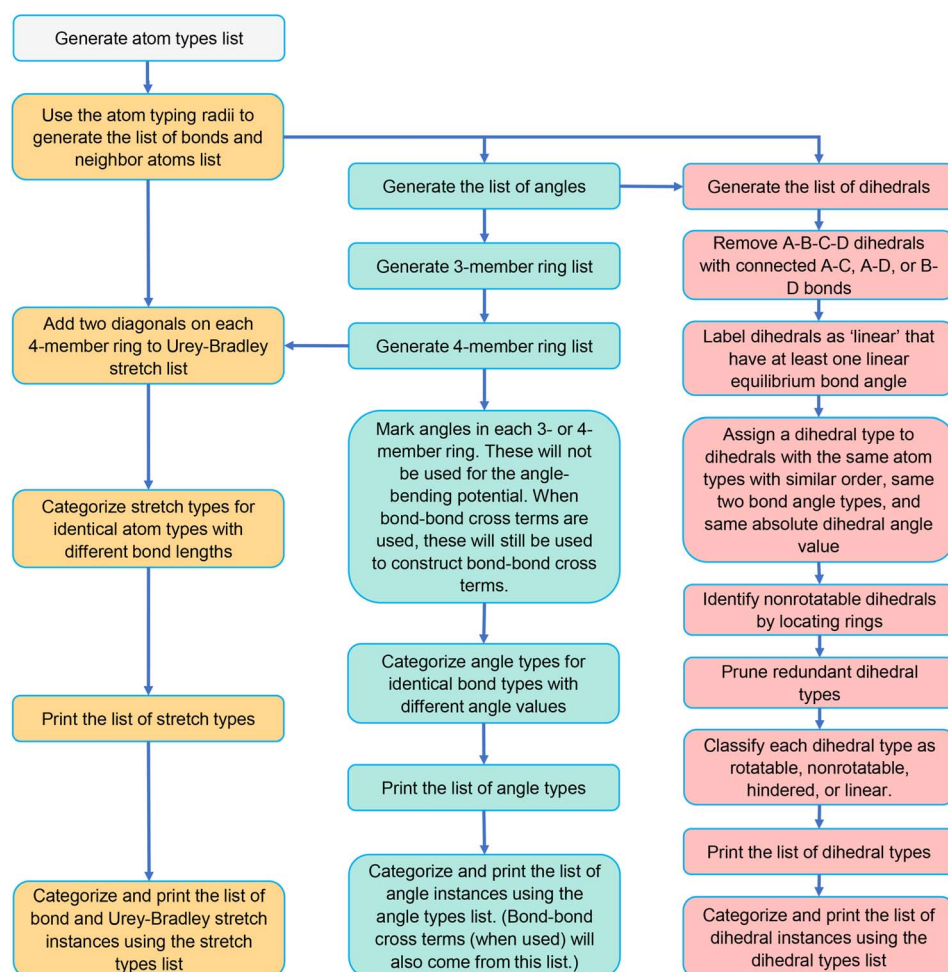 Generate atom types list
Use the atom typing radii to
generate the list of bonds and
neighbor atoms list
Add two diagonals on each
4-member ring to Urey-Bradley
stretch list
Categorize stretch types for
identical atom types with
different bond lengths
Print the list of stretch types
Categorize and print the list of
bond and Urey-Bradley stretch
instances using the stretch
types list
Generate the list of angles
Generate 3-member ring list
Generate 4-member ring list
Mark angles in each 3- or 4-
member ring. These will not
be used for the angle-
bending potential. When
bond-bond cross terms are
used, these will still be used
to construct bond-bond cross
terms.
Categorize angle types for
identical bond types with
different angle values
Print the list of angle types
Categorize and print the list of
angle instances using the
angle types list. (Bond-bond
cross terms (when used) will
also come from this list.)
Generate the list of dihedrals
Remove A-B-C-D dihedrals
with connected A-C, A-D, or B-
D bonds
Label dihedrals as ‘linear’ that
have at least one linear
equilibrium bond angle
Assign a dihedral type to
dihedrals with the same atom
types with similar order, same
two bond angle types, and
same absolute dihedral angle
value
Identify nonrotatable dihedrals
by locating rings
Prune redundant dihedral
types
Classify each dihedral type as
rotatable, nonrotatable,
hindered, or linear.
Print the list of dihedral types
Categorize and print the list of
dihedral instances using the
dihedral types list